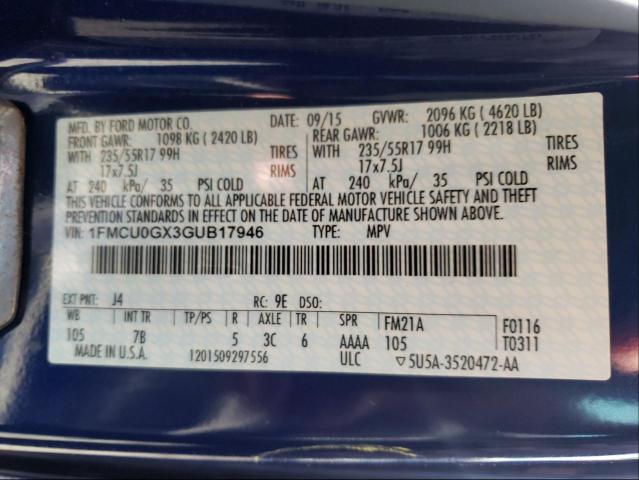 MFD. BY FORD MOTOR CO. DATE: 09/15 GVWR: 2096 KG ( 4620 LB)
FRONT GAWR: 1098 KG ( 2420 LB) REAR GAWR: 1006 KG ( 2218 LB)
WITH 235/55R17 99H TIRES WITH 235/55R17 99H TIRES
17x7.5J RIMS 17x7.5J RIMS
AT 240 kPa/ 35 PSI COLD AT 240 kPa/ 35 PSI COLD
THIS VEHICLE CONFORMS TO ALL APPLICABLE FEDERAL MOTOR VEHICLE SAFETY AND THEFT
PREVENTION STANDARDS IN EFFECT ON THE DATE OF MANUFACTURE SHOWN ABOVE.
VIN: 1FMCU0GX3GUB17946 TYPE: MPV
EXT PNT: J4 RC: 9E DSO:
WB INT TR TP/PS R AXLE TR SPR FM21A F0116
105 7B 5 3C 6 AAAA 105 T0311
MADE IN U.S.A. 1201509297556 ULC ▽5U5A-3520472-AA